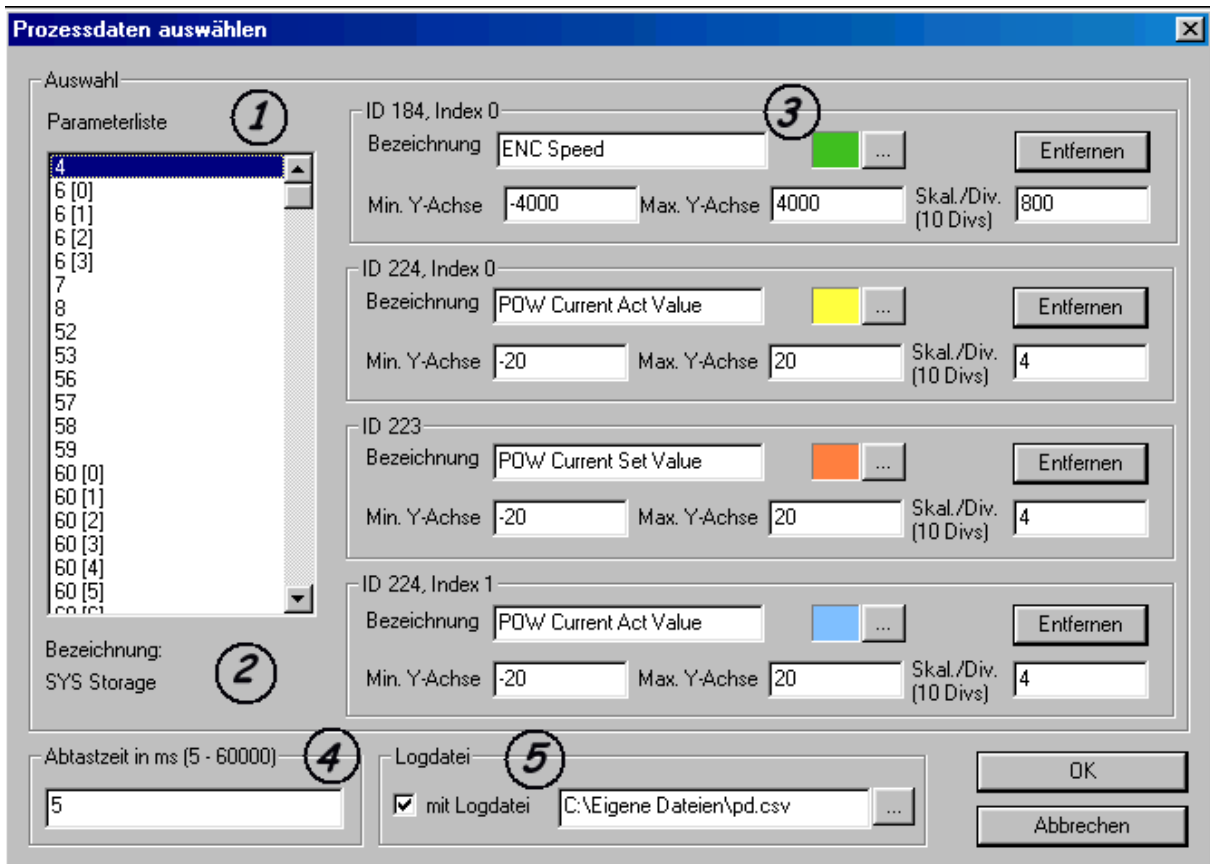 Prozessdaten auswählen
Auswahl
Parameterliste
1
4
6 [0]
6 [1]
6 [2]
6 [3]
7
8
52
53
56
57
58
59
60 [0]
60 [1]
60 [2]
60 [3]
60 [4]
60 [5]
60 [6]
Bezeichnung:
SYS Storage
2
ID 184, Index 0
3
Bezeichnung ENC Speed ... Entfernen
Min. Y-Achse -4000 Max. Y-Achse 4000 Skal./Div. (10 Divs) 800
ID 224, Index 0
Bezeichnung POW Current Act Value ... Entfernen
Min. Y-Achse -20 Max. Y-Achse 20 Skal./Div. (10 Divs) 4
ID 223
Bezeichnung POW Current Set Value ... Entfernen
Min. Y-Achse -20 Max. Y-Achse 20 Skal./Div. (10 Divs) 4
ID 224, Index 1
Bezeichnung POW Current Act Value ... Entfernen
Min. Y-Achse -20 Max. Y-Achse 20 Skal./Div. (10 Divs) 4
Abtastzeit in ms (5 - 60000)
4
5
Logdatei
5
mit Logdatei C:\Eigene Dateien\pd.csv ...
OK
Abbrechen